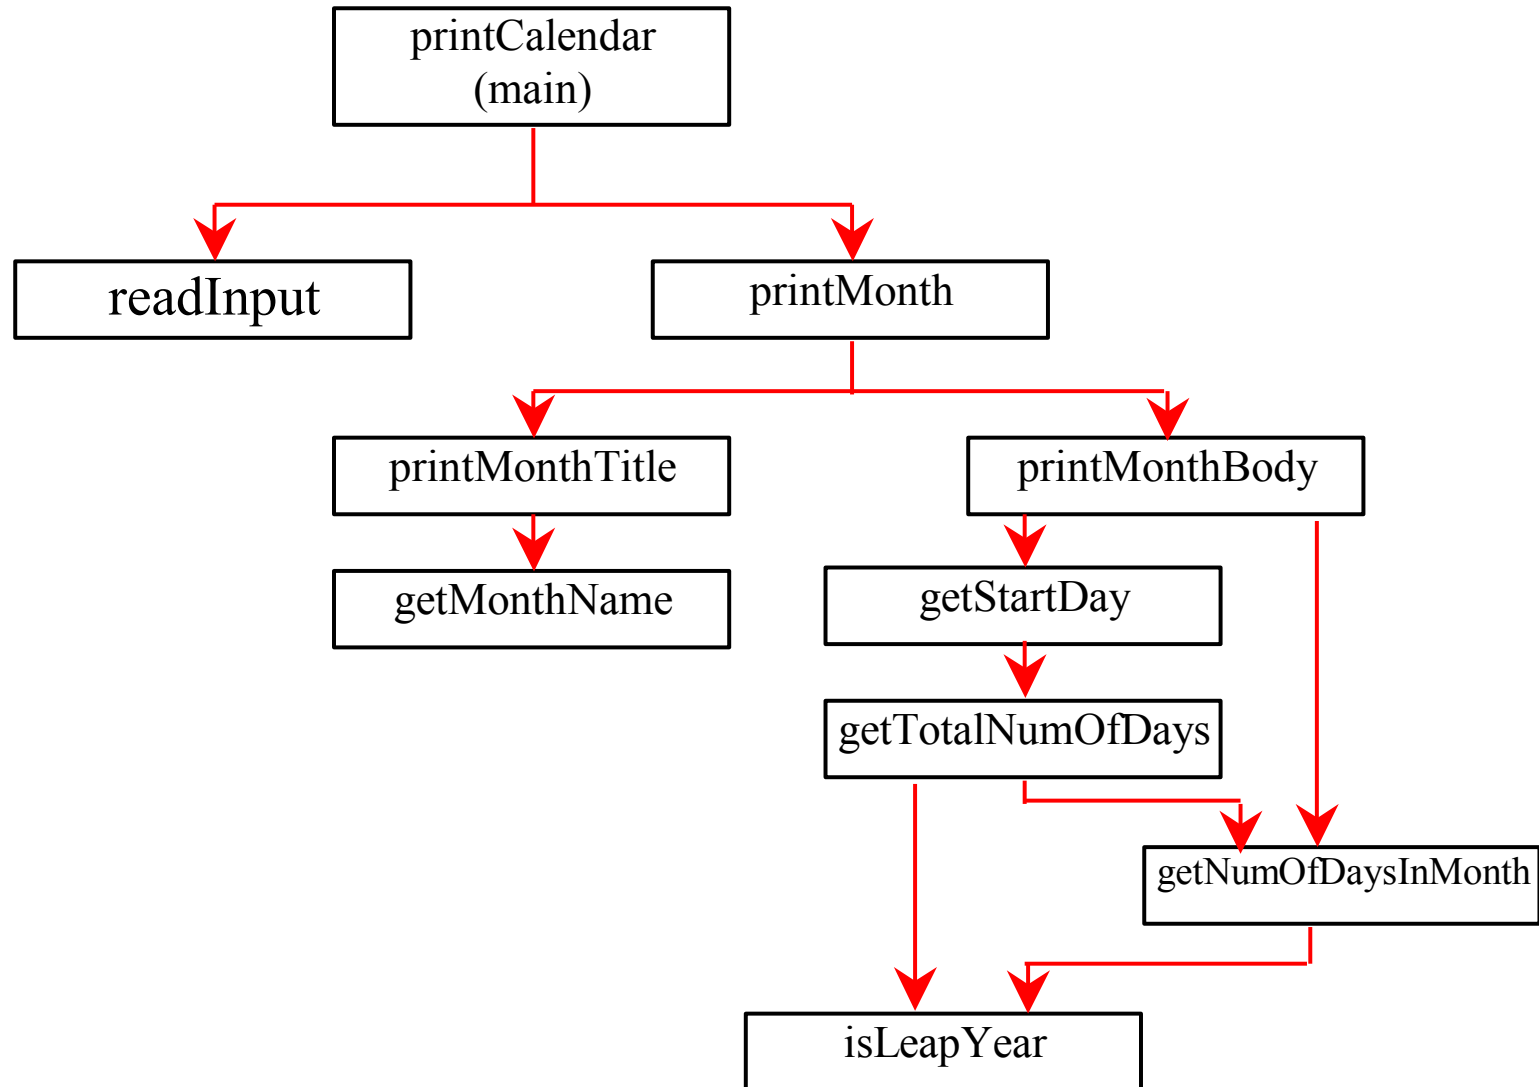 printCalendar
(main)
readInput
printMonth
printMonthTitle
printMonthBody
getMonthName
getStartDay
getTotalNumOfDays
getNumOfDaysInMonth
isLeapYear